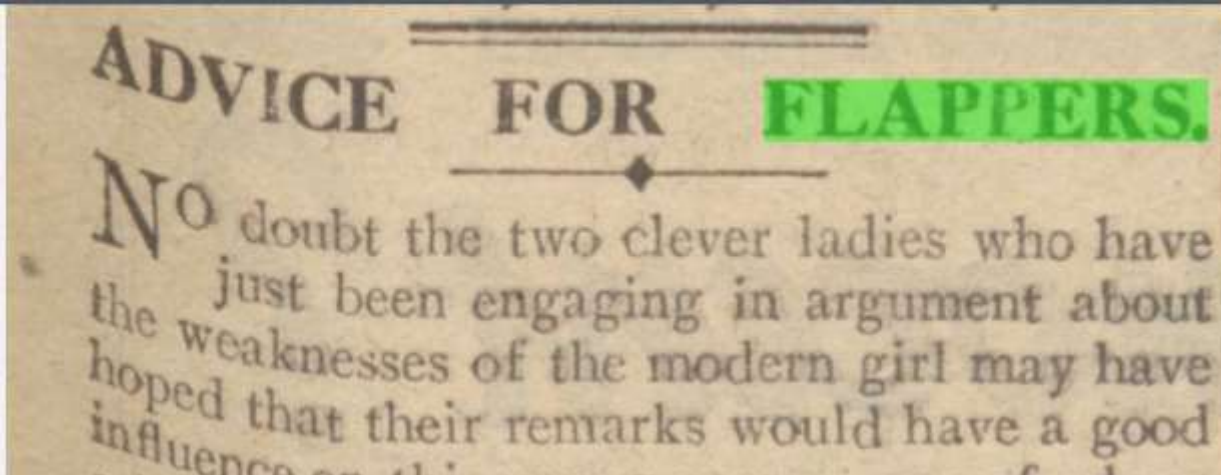 ADVICE FOR FLAPPERS.
NO doubt the two clever ladies who have
just been engaging in argument about
the weaknesses of the modern girl may have
hoped that their remarks would have a good
influence